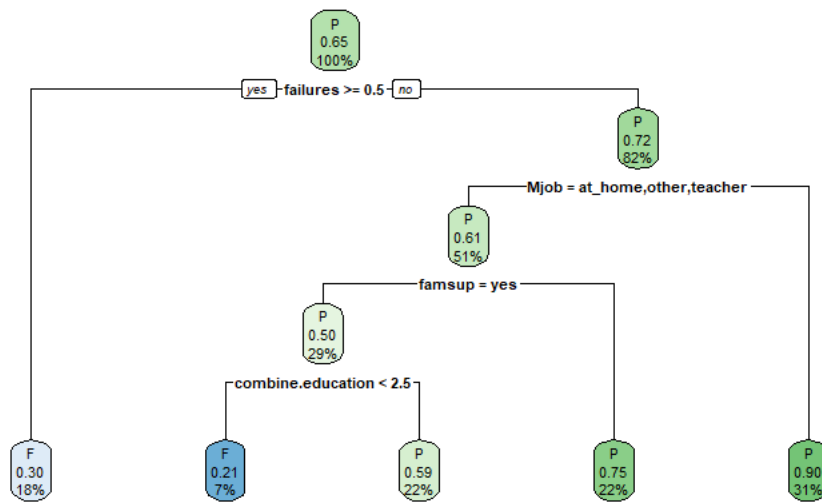 P
0.65
100%
yes failures >= 0.5 no
P
0.72
82%
Mjob = at_home,other,teacher
P
0.61
51%
famsup = yes
P
0.50
29%
combine.education < 2.5
F
0.30
18%
F
0.21
7%
P
0.59
22%
P
0.75
22%
P
0.90
31%